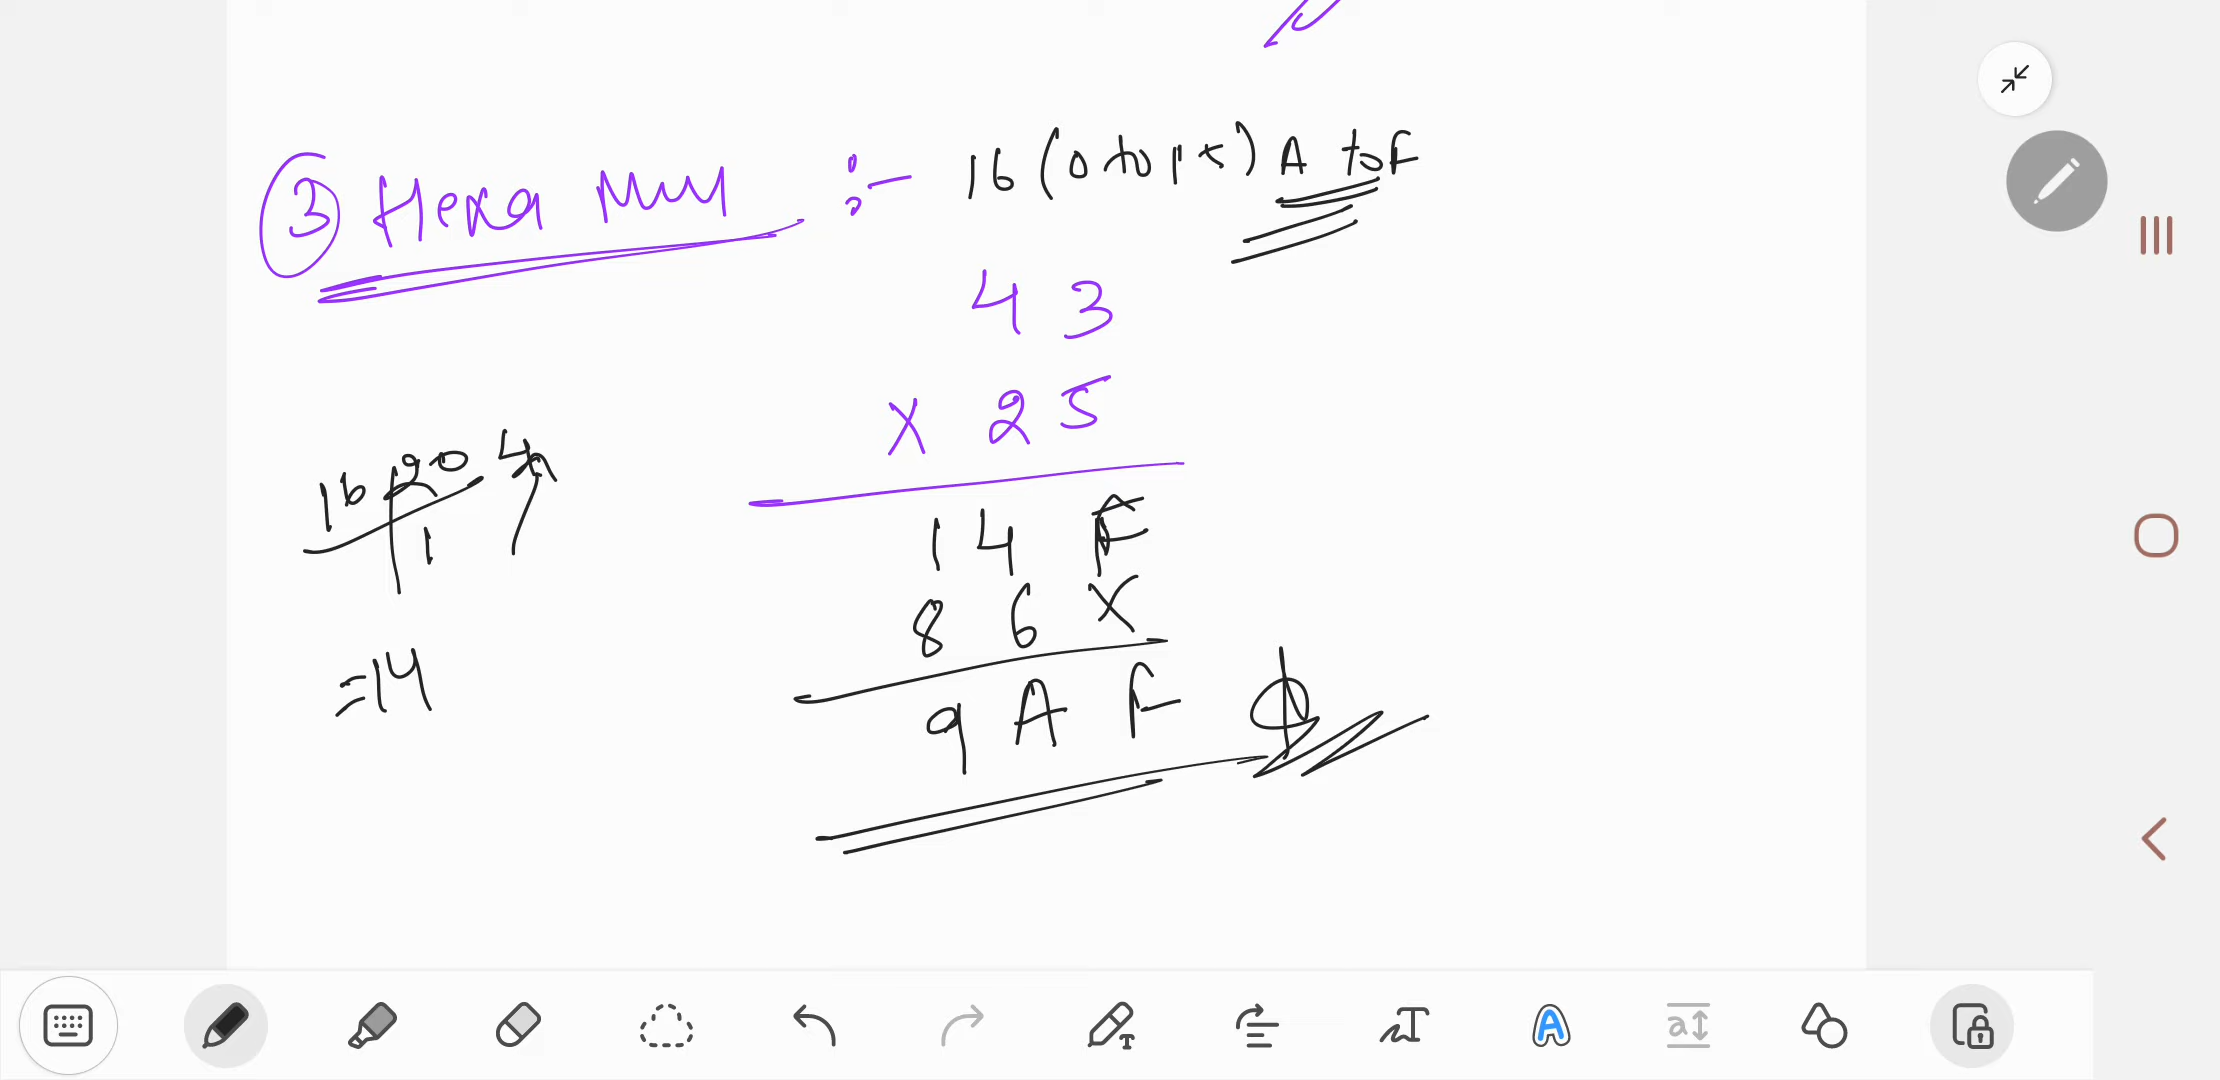 ③ Hexa Mul :- 16 (0 to 15) A to F
4 3
X 2 5
16 20 4
1
1 4 F
8 6 X
= 14
9 A F